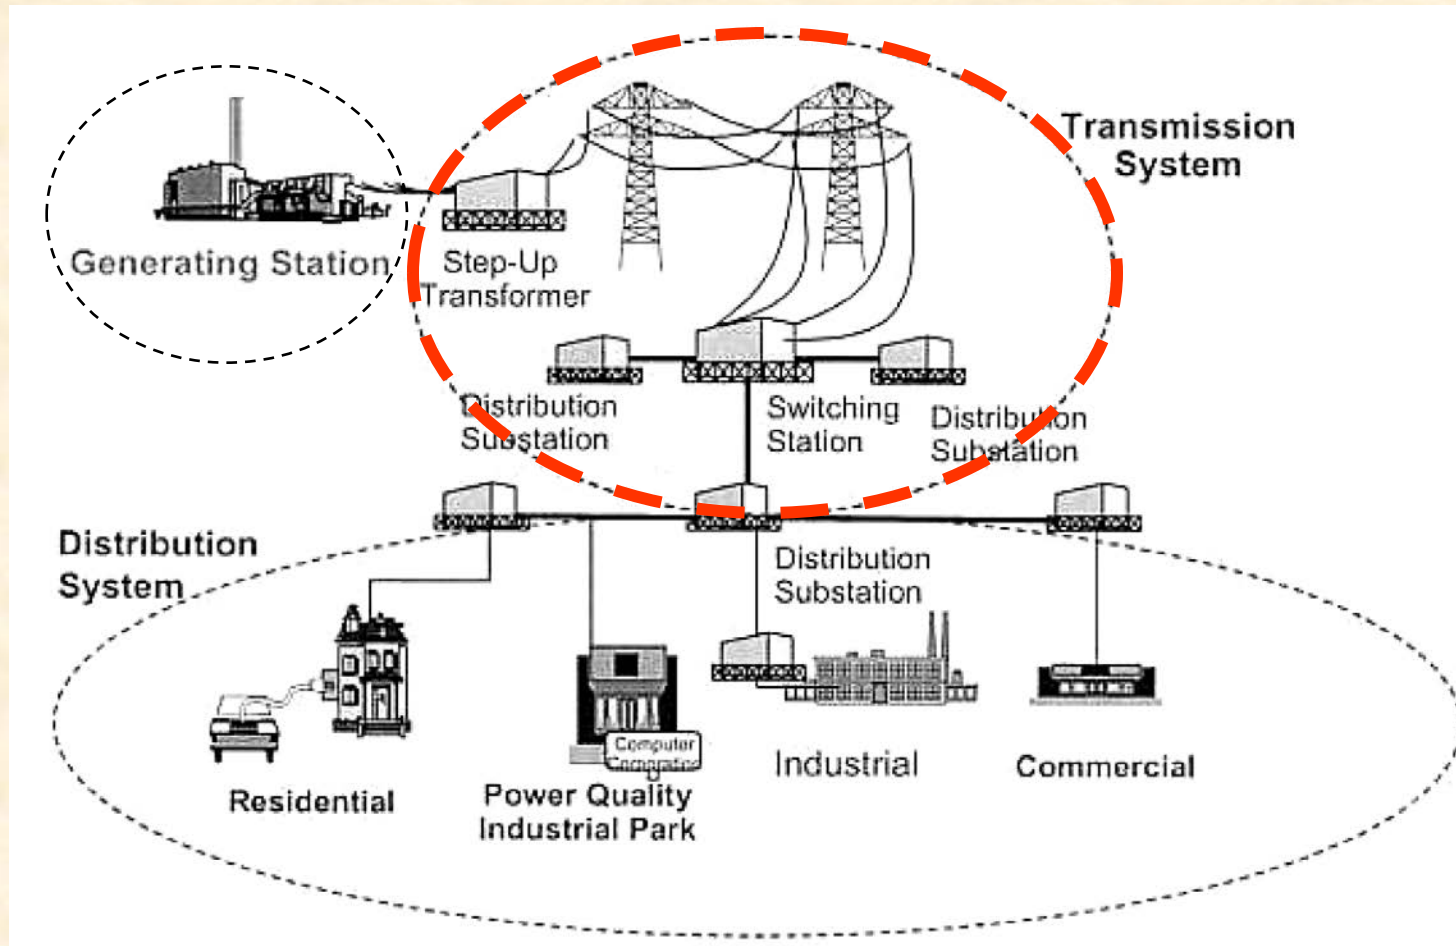 Transmission
System
Generating Station
Step-Up
Transformer
Distribution
Substation
Switching
Station
Distribution
Substation
Distribution
System
Distribution
Substation
Computer
Corporation
Residential
Power Quality
Industrial Park
Industrial
Commercial